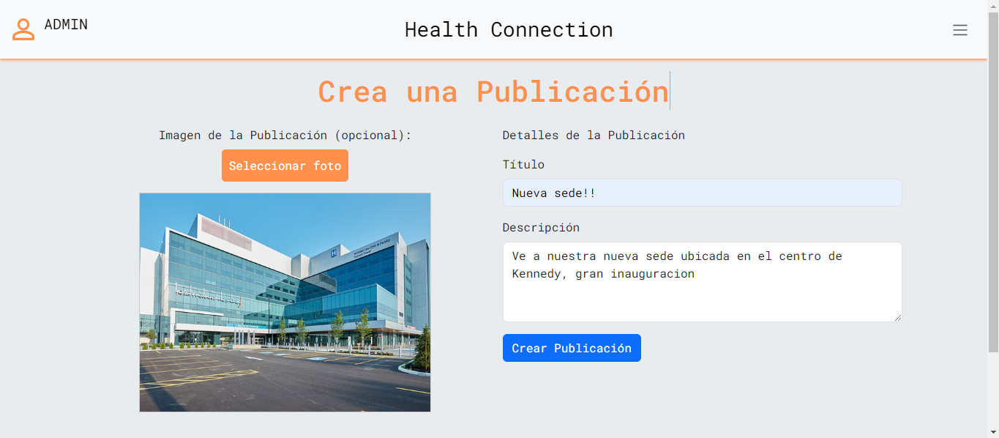 ADMIN
Health Connection
Crea una Publicación
Imagen de la Publicación (opcional):
Seleccionar foto
H
Detalles de la Publicación
Título
Nueva sede!!
Descripción
Ve a nuestra nueva sede ubicada en el centro de
Kennedy, gran inauguracion
Crear Publicación